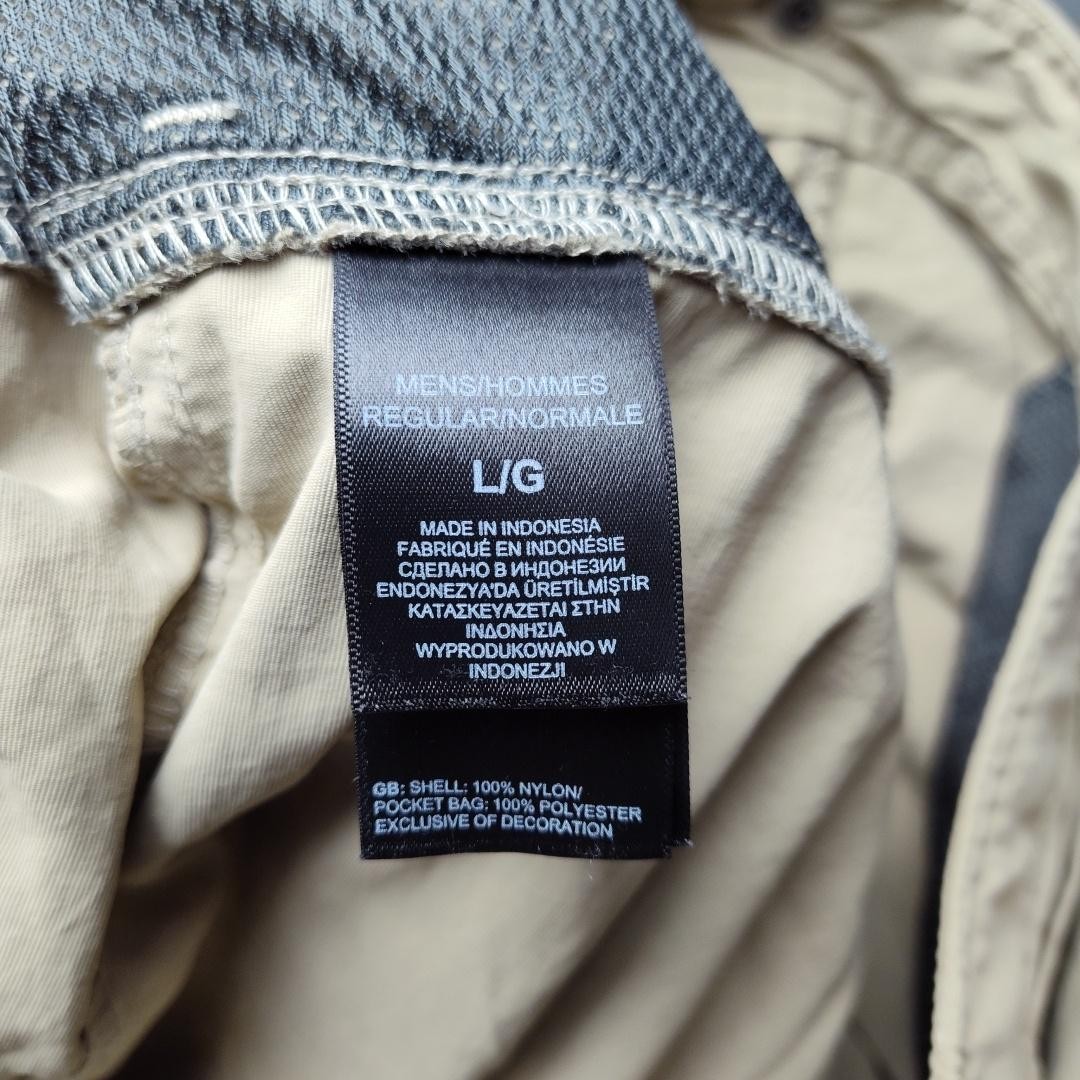 MENS/HOMMES
REGULAR/NORMALE
L/G
MADE IN INDONESIA
FABRIQUÉ EN INDONÉSIE
СДЕЛАНО В ИНДОНЕЗИИ
ENDONEZYA'DA ÜRETİLMİŞTİR
ΚΑΤΑΣΚΕΥΑΖΕΤΑΙ ΣΤΗΝ
ΙΝΔΟΝΗΣΙΑ
WYPRODUKOWANO W
INDONEZJI
GB: SHELL: 100% NYLON/
POCKET BAG: 100% POLYESTER
EXCLUSIVE OF DECORATION